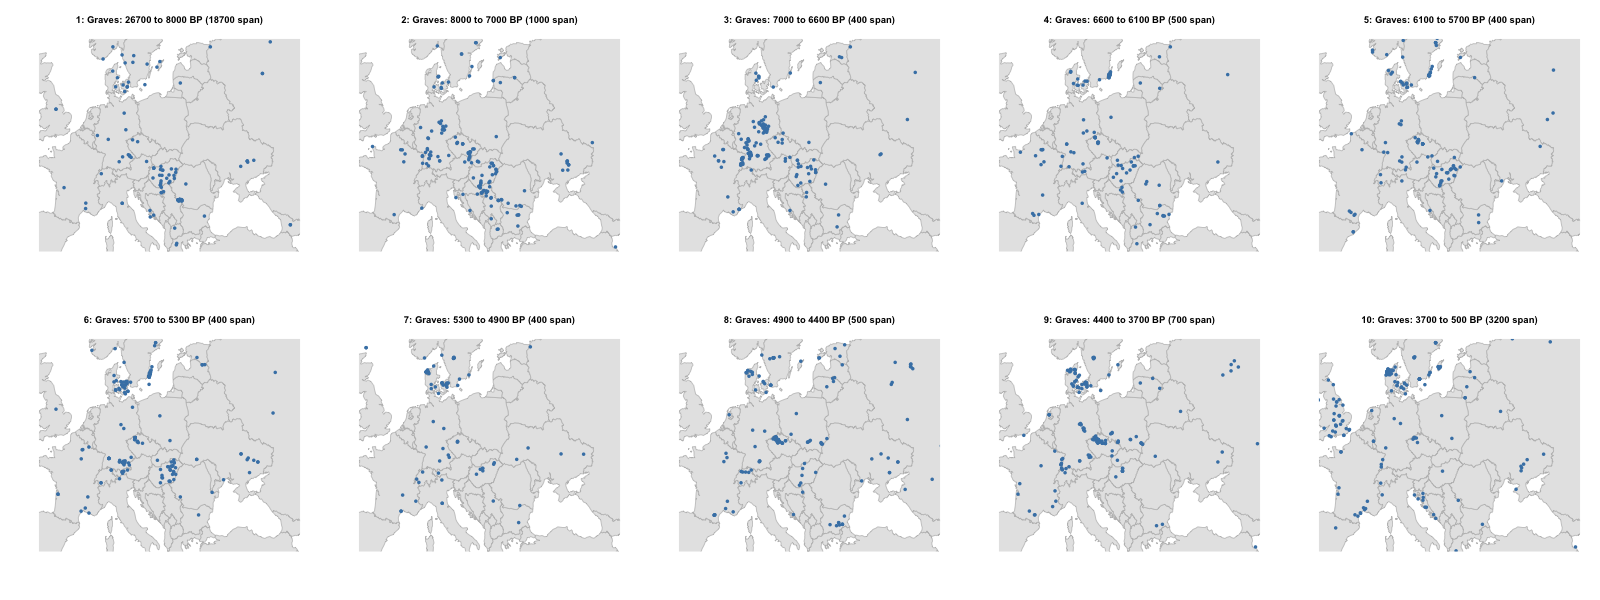 1: Graves: 26700 to 8000 BP (18700 span)
2: Graves: 8000 to 7000 BP (1000 span)
3: Graves: 7000 to 6600 BP (400 span)
4: Graves: 6600 to 6100 BP (500 span)
5: Graves: 6100 to 5700 BP (400 span)
6: Graves: 5700 to 5300 BP (400 span)
7: Graves: 5300 to 4900 BP (400 span)
8: Graves: 4900 to 4400 BP (500 span)
9: Graves: 4400 to 3700 BP (700 span)
10: Graves: 3700 to 500 BP (3200 span)